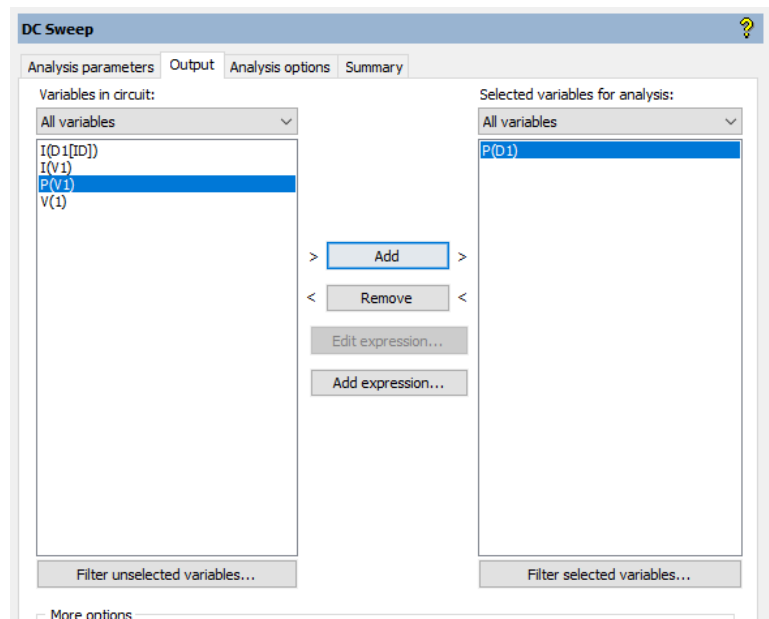 DC Sweep
Analysis parameters Output Analysis options Summary
Variables in circuit:
Selected variables for analysis:
All variables
All variables
I(D1[ID])
I(V1)
P(V1)
V(1)
P(D1)
> Add >
< Remove <
Edit expression...
Add expression...
Filter unselected variables...
Filter selected variables...
More options